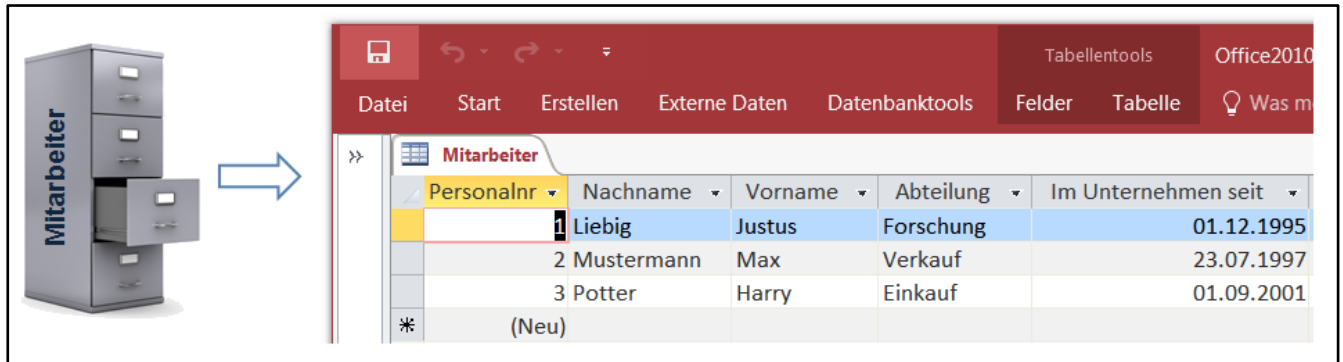 Mitarbeiter
Tabellentools Office2010
Datei Start Erstellen Externe Daten Datenbanktools Felder Tabelle Was
Mitarbeiter
Personalnr Nachname Vorname Abteilung Im Unternehmen seit
1 Liebig Justus Forschung 01.12.1995
2 Mustermann Max Verkauf 23.07.1997
3 Potter Harry Einkauf 01.09.2001
(Neu)